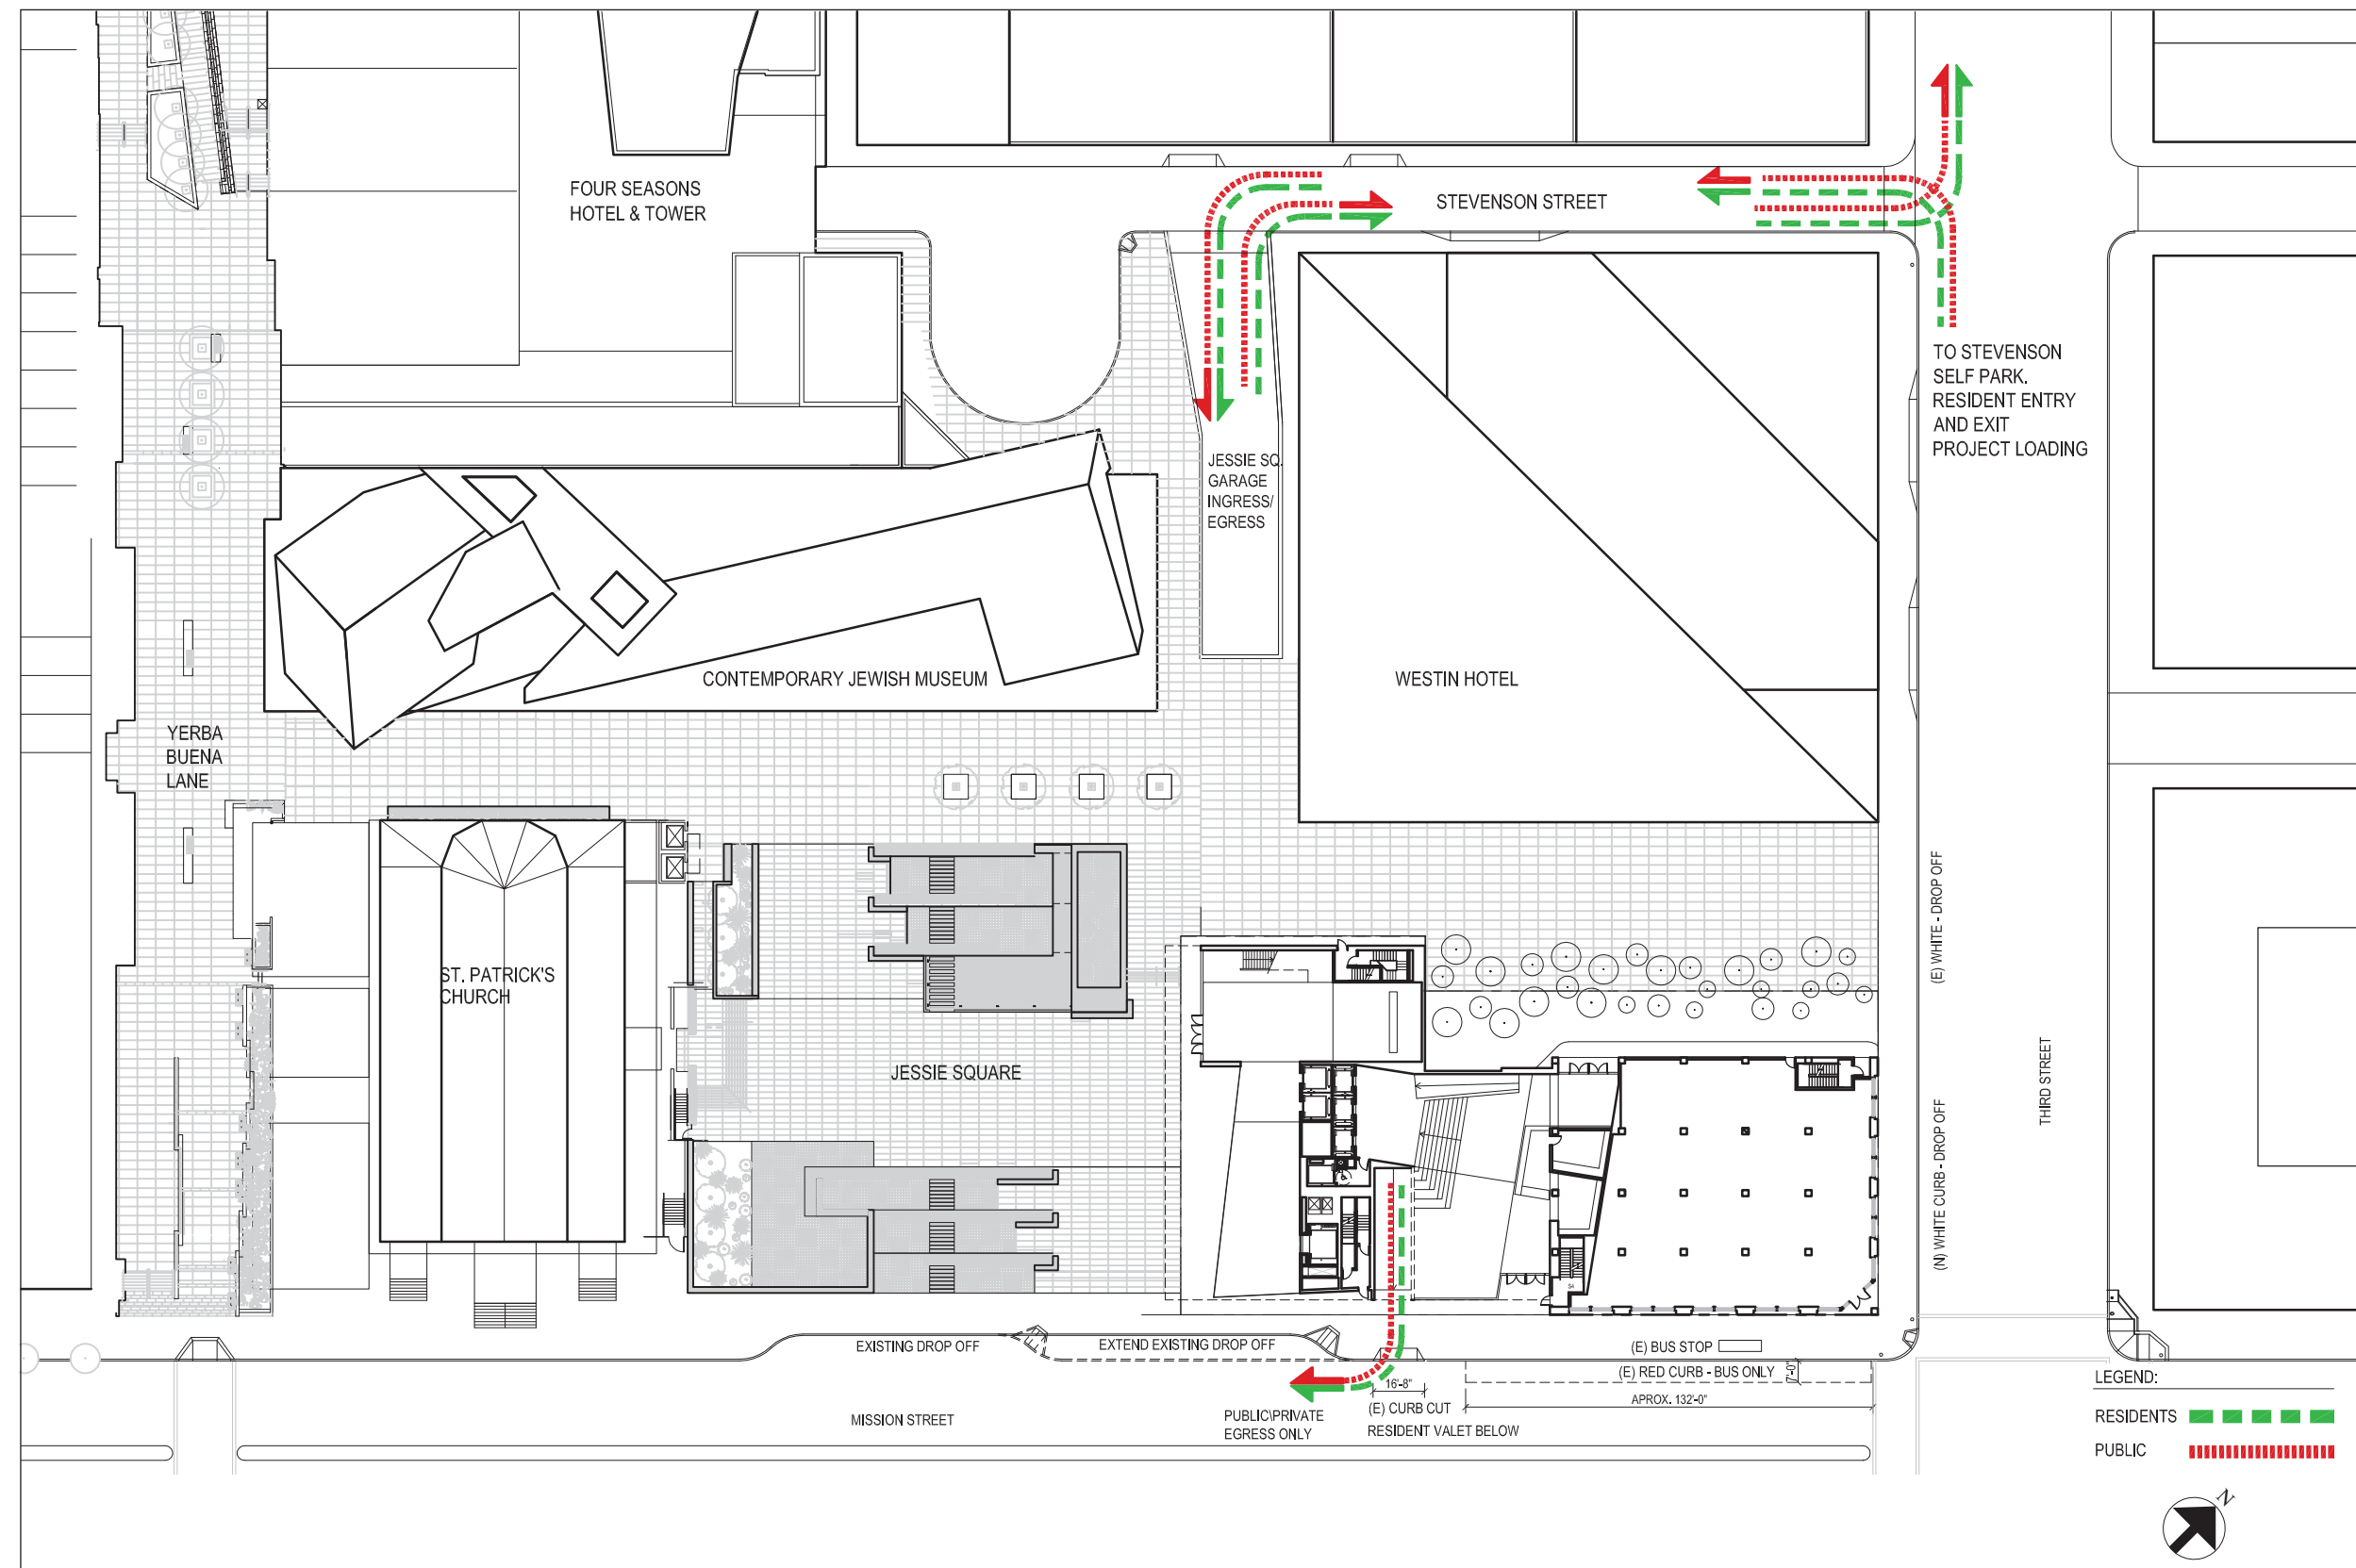 FOUR SEASONS
HOTEL & TOWER
STEVENSON STREET
TO STEVENSON
SELF PARK.
RESIDENT ENTRY
AND EXIT
PROJECT LOADING
JESSIE SQ.
GARAGE
INGRESS/
EGRESS
CONTEMPORARY JEWISH MUSEUM
WESTIN HOTEL
YERBA
BUENA
LANE
(E) WHITE - DROP OFF
ST. PATRICK'S
CHURCH
JESSIE SQUARE
THIRD STREET
(N) WHITE CURB - DROP OFF
EXISTING DROP OFF
EXTEND EXISTING DROP OFF
(E) BUS STOP
(E) RED CURB - BUS ONLY
7'-0"
16'-8"
APROX. 132'-0"
(E) CURB CUT
MISSION STREET
PUBLIC\PRIVATE
EGRESS ONLY
RESIDENT VALET BELOW
LEGEND:
RESIDENTS
PUBLIC
N